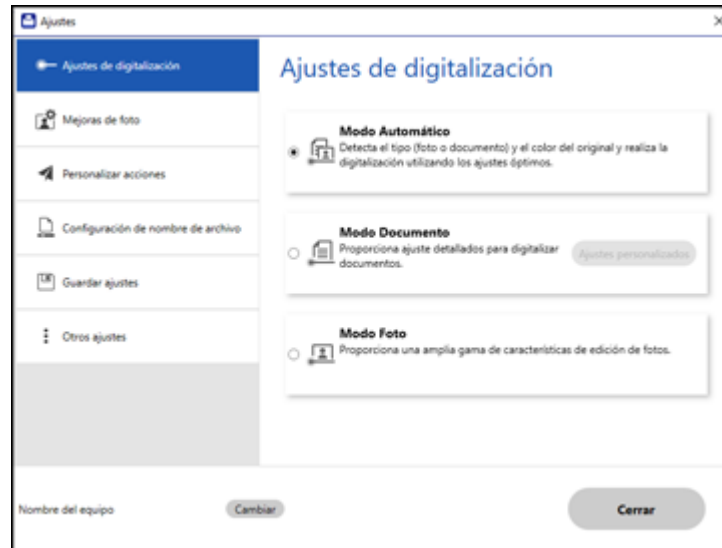 Ajustes
Ajustes de digitalización
Mejoras de foto
Personalizar acciones
Configuración de nombre de archivo
Guardar ajustes
Otros ajustes
Ajustes de digitalización
Modo Automático
Detecta el tipo (foto o documento) y el color del original y realiza la
digitalización utilizando los ajustes óptimos.
Modo Documento
Proporciona ajuste detallados para digitalizar
documentos.
Ajustes personalizados
Modo Foto
Proporciona una amplia gama de características de edición de fotos.
Nombre del equipo
Cambiar
Cerrar